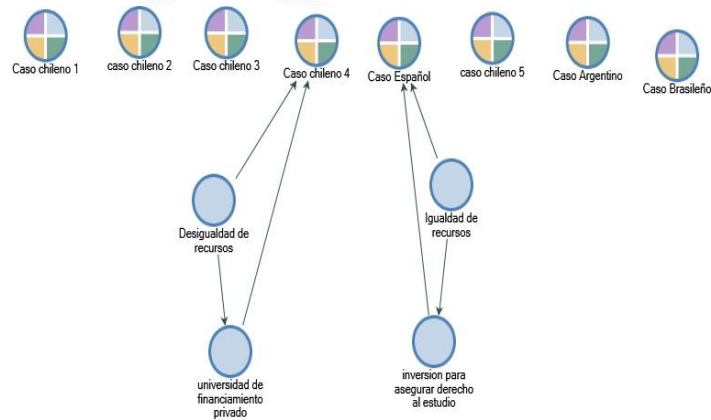 Caso chileno 1
caso chileno 2
Caso chileno 3
Caso chileno 4
Caso Español
caso chileno 5
Caso Argentino
Caso Brasileño
Desigualdad de
recursos
Igualdad de
recursos
universidad de
financiamiento
privado
inversion para
asegurar derecho
al estudio